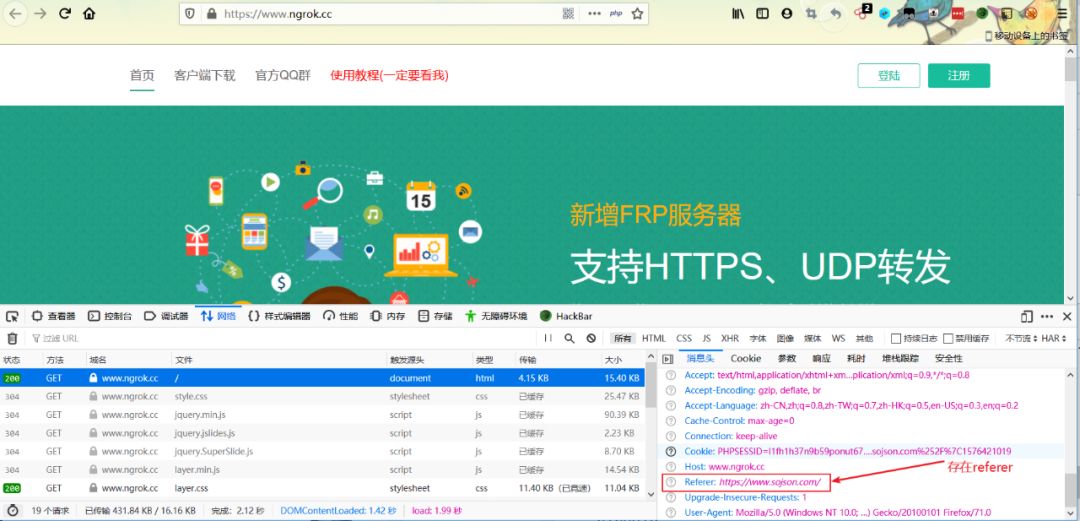 https://www.ngrok.cc
php
2
移动设备上的书签
首页 客户端下载 官方QQ群 使用教程(一定要看我) 登陆 注册
15
$
新增FRP服务器
支持HTTPS、UDP转发
查看器 控制台 调试器 网络 样式编辑器 性能 内存 存储 无障碍环境 HackBar
过滤 URL 所有 HTML CSS JS XHR 字体 图像 媒体 WS 其他 持续日志 禁用缓存 不节流 HAR
状态 方法 域名 文件 触发源头 类型 传输 大小
200 GET www.ngrok.cc / document html 4.15 KB 15.40 KB
304 GET www.ngrok.cc style.css stylesheet css 已缓存 25.47 KB
304 GET www.ngrok.cc jquery.min.js script js 已缓存 90.39 KB
304 GET www.ngrok.cc jquery.jslides.js script js 已缓存 2.23 KB
304 GET www.ngrok.cc jquery.SuperSlide.js script js 已缓存 8.70 KB
304 GET www.ngrok.cc layer.min.js script js 已缓存 14.54 KB
200 GET www.ngrok.cc layer.css stylesheet css 11.40 KB (已竞速) 11.04 KB
19 个请求 已传输 431.84 KB / 16.16 KB 完成: 2.12 秒 DOMContentLoaded: 1.42 秒 load: 1.99 秒
消息头 Cookie 参数 响应 耗时 堆栈跟踪 安全性
Accept: text/html,application/xhtml+xm...plication/xml;q=0.9,*/*;q=0.8
Accept-Encoding: gzip, deflate, br
Accept-Language: zh-CN,zh;q=0.8,zh-TW;q=0.7,zh-HK;q=0.5,en-US;q=0.3,en;q=0.2
Cache-Control: max-age=0
Connection: keep-alive
Cookie: PHPSESSID=l1fh1h37n9b59ponut67....sojson.com%252F%7C1576421019
Host: www.ngrok.cc
存在referer
Referer: https://www.sojson.com/
Upgrade-Insecure-Requests: 1
User-Agent: Mozilla/5.0 (Windows NT 10.0; ...) Gecko/20100101 Firefox/71.0